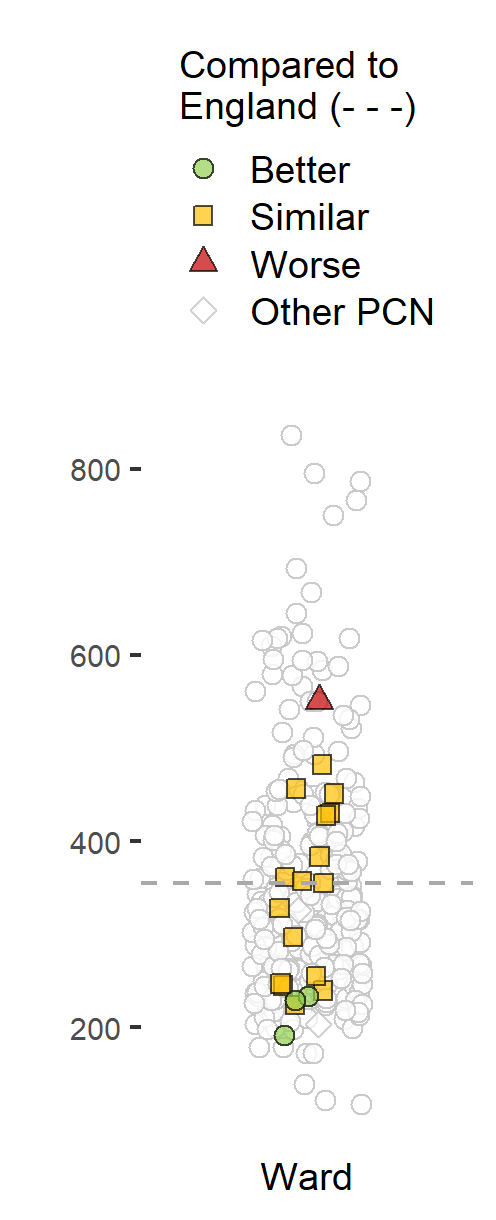 Compared to
England (- - -)
Better
Similar
Worse
Other PCN
800
600
400
200
Ward